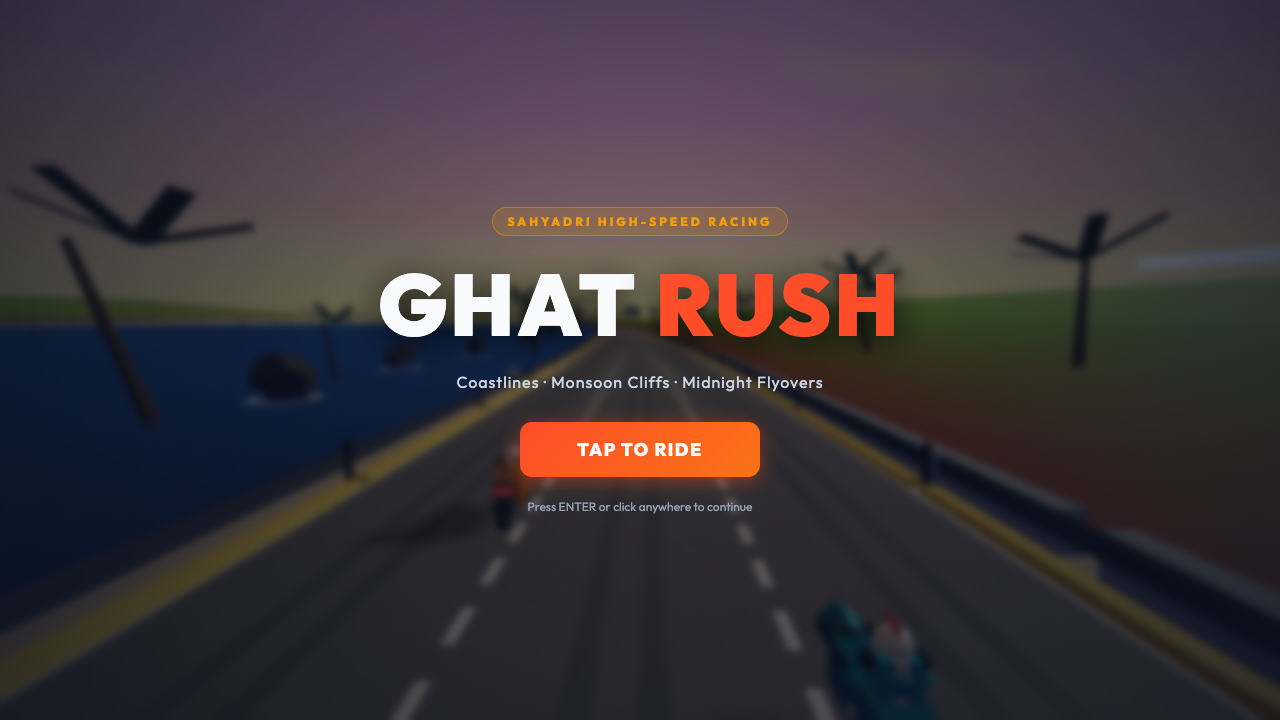 SAHYADRI HIGH-SPEED RACING
GHAT RUSH
Coastlines · Monsoon Cliffs · Midnight Flyovers
TAP TO RIDE
Press ENTER or click anywhere to continue